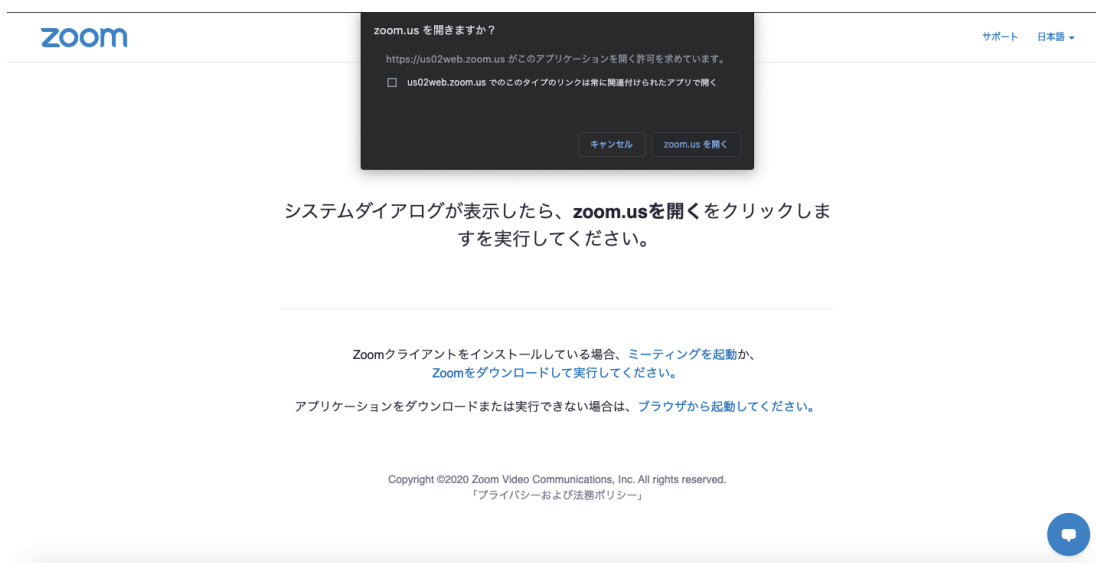 zoom
zoom.us を開きますか？
サポート 日本語
https://us02web.zoom.us がこのアプリケーションを開く許可を求めています。
us02web.zoom.us でのこのタイプのリンクは常に関連付けられたアプリで開く
キャンセル zoom.us を開く
システムダイアログが表示したら、zoom.usを開くをクリックしま
すを実行してください。
Zoomクライアントをインストールしている場合、ミーティングを起動か、
Zoomをダウンロードして実行してください。
アプリケーションをダウンロードまたは実行できない場合は、ブラウザから起動してください。
Copyright ©2020 Zoom Video Communications, Inc. All rights reserved.
「プライバシーおよび法務ポリシー」